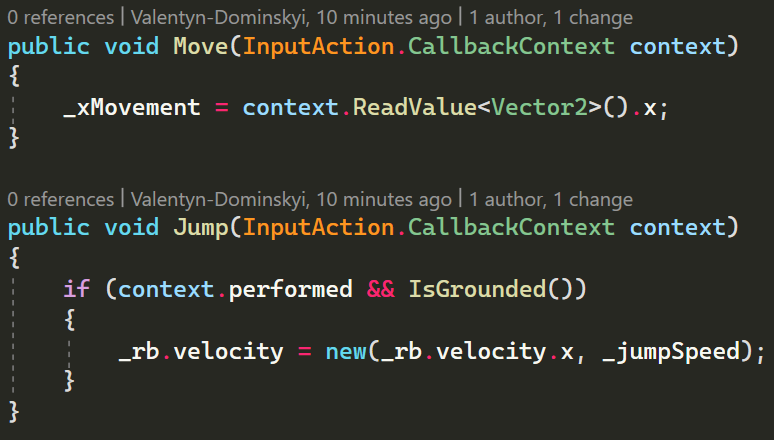 0 references | Valentyn-Dominskyi, 10 minutes ago | 1 author, 1 change
public void Move(InputAction.CallbackContext context)
{
    _xMovement = context.ReadValue<Vector2>().x;
}
0 references | Valentyn-Dominskyi, 10 minutes ago | 1 author, 1 change
public void Jump(InputAction.CallbackContext context)
{
    if (context.performed && IsGrounded())
    {
        _rb.velocity = new(_rb.velocity.x, _jumpSpeed);
    }
}